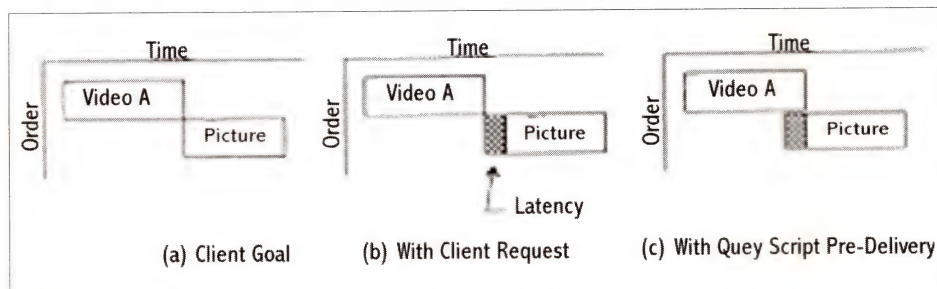 Time
Order
Video A
Picture
(a) Client Goal
Time
Order
Video A
Picture
Latency
(b) With Client Request
Time
Order
Video A
Picture
(c) With Quey Script Pre-Delivery